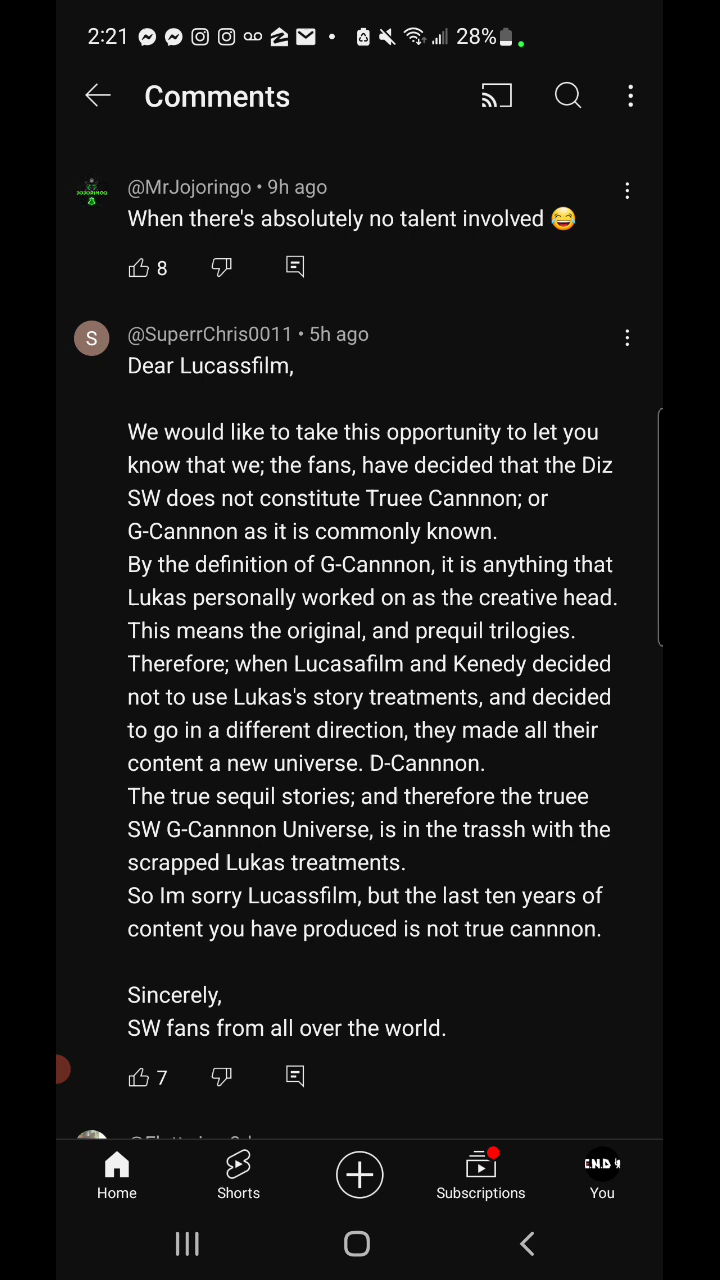 2:21 28%
Comments
@MrJojoringo • 9h ago
When there's absolutely no talent involved 😂
8
S
@SuperrChris0011 • 5h ago
Dear Lucassfilm,
We would like to take this opportunity to let you
know that we; the fans, have decided that the Diz
SW does not constitute Truee Cannnon; or
G-Cannnon as it is commonly known.
By the definition of G-Cannnon, it is anything that
Lukas personally worked on as the creative head.
This means the original, and prequil trilogies.
Therefore; when Lucasafilm and Kenedy decided
not to use Lukas's story treatments, and decided
to go in a different direction, they made all their
content a new universe. D-Cannnon.
The true sequil stories; and therefore the truee
SW G-Cannnon Universe, is in the trassh with the
scrapped Lukas treatments.
So Im sorry Lucassfilm, but the last ten years of
content you have produced is not true cannnon.
Sincerely,
SW fans from all over the world.
7
Home Shorts Subscriptions You